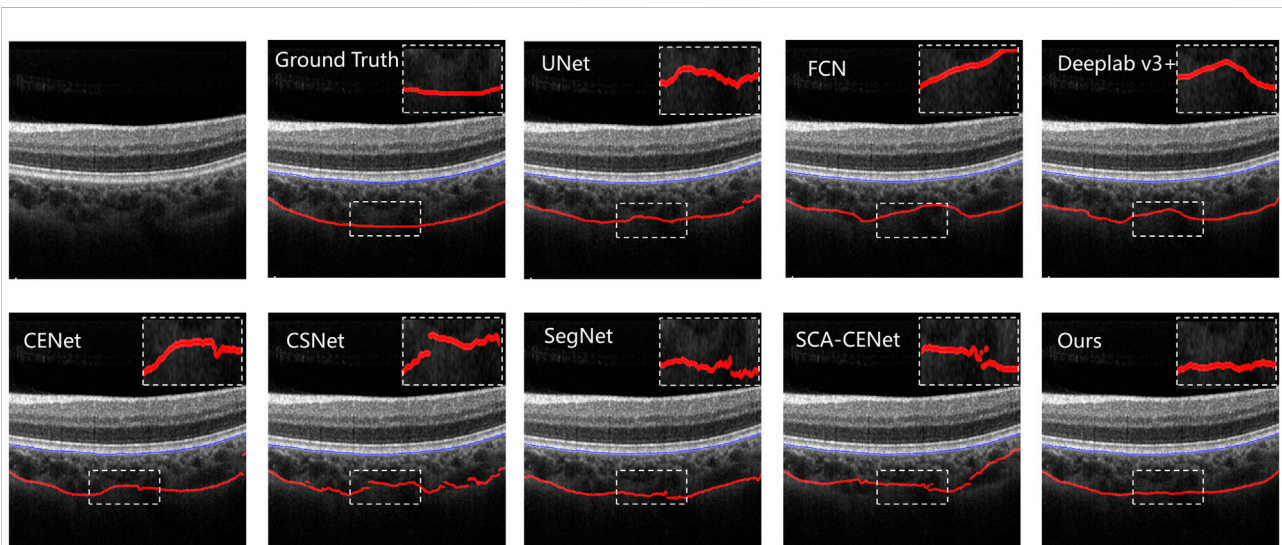 Ground Truth
UNet
FCN
Deeplab v3+
CENet
CSNet
SegNet
SCA-CENet
Ours